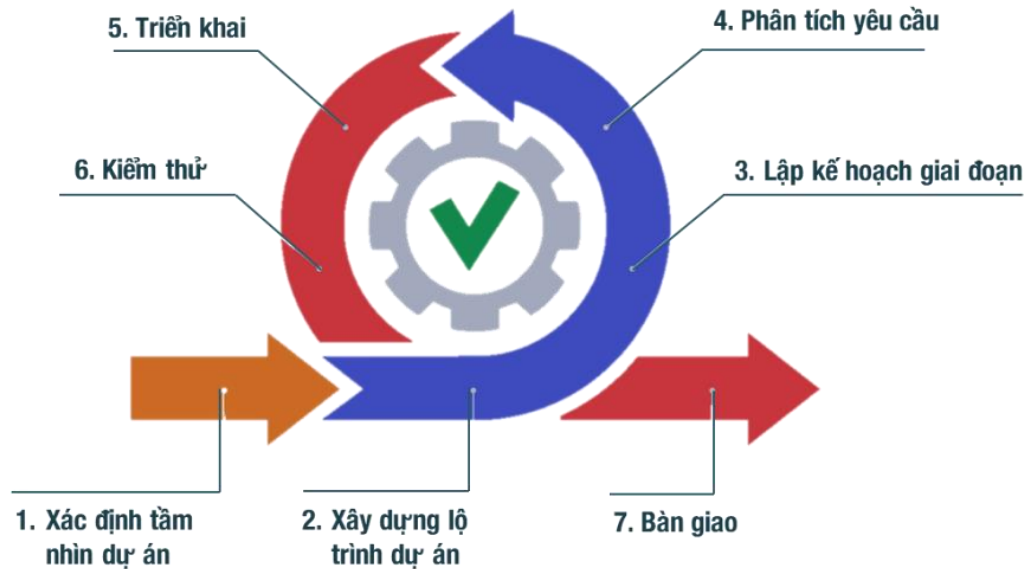 5. Triển khai
4. Phân tích yêu cầu
6. Kiểm thử
3. Lập kế hoạch giai đoạn
1. Xác định tầm
nhìn dự án
2. Xây dựng lộ
trình dự án
7. Bàn giao